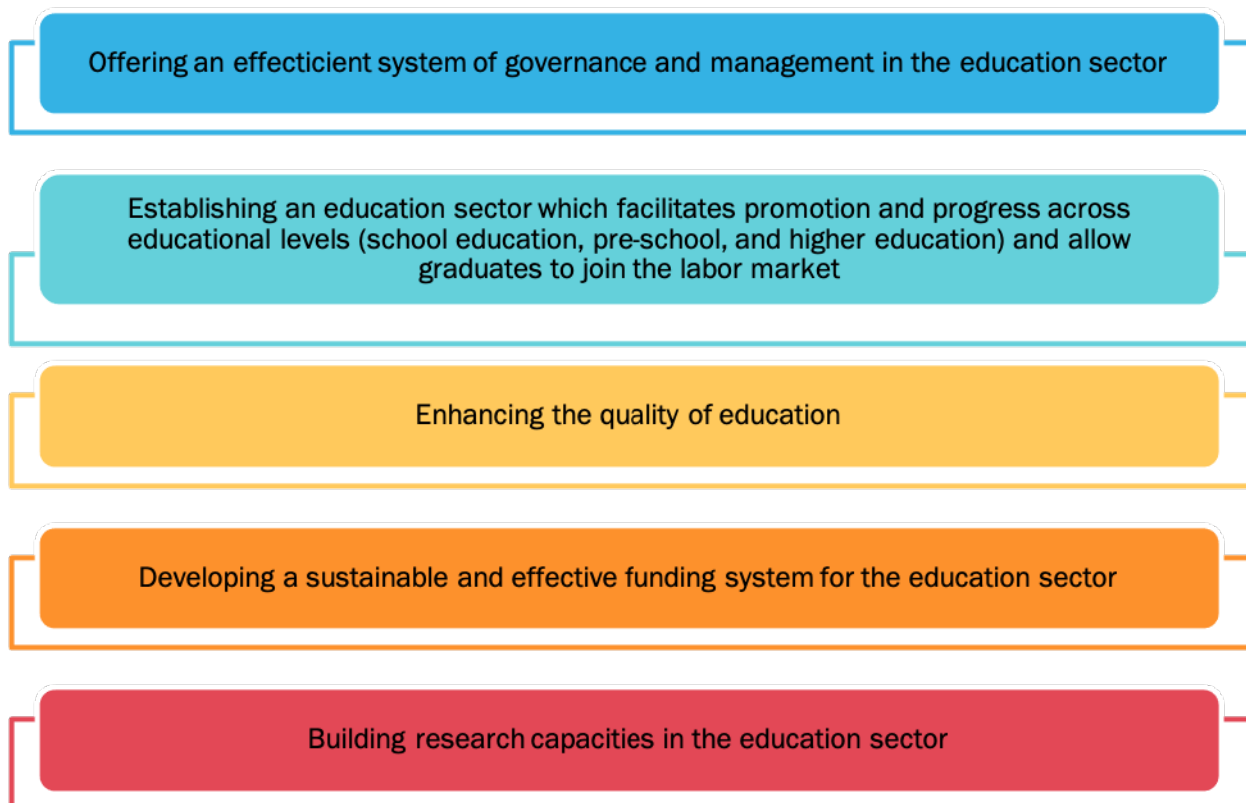 Offering an effecticient system of governance and management in the education sector
Establishing an education sector which facilitates promotion and progress across
educational levels (school education, pre-school, and higher education) and allow
graduates to join the labor market
Enhancing the quality of education
Developing a sustainable and effective funding system for the education sector
Building research capacities in the education sector